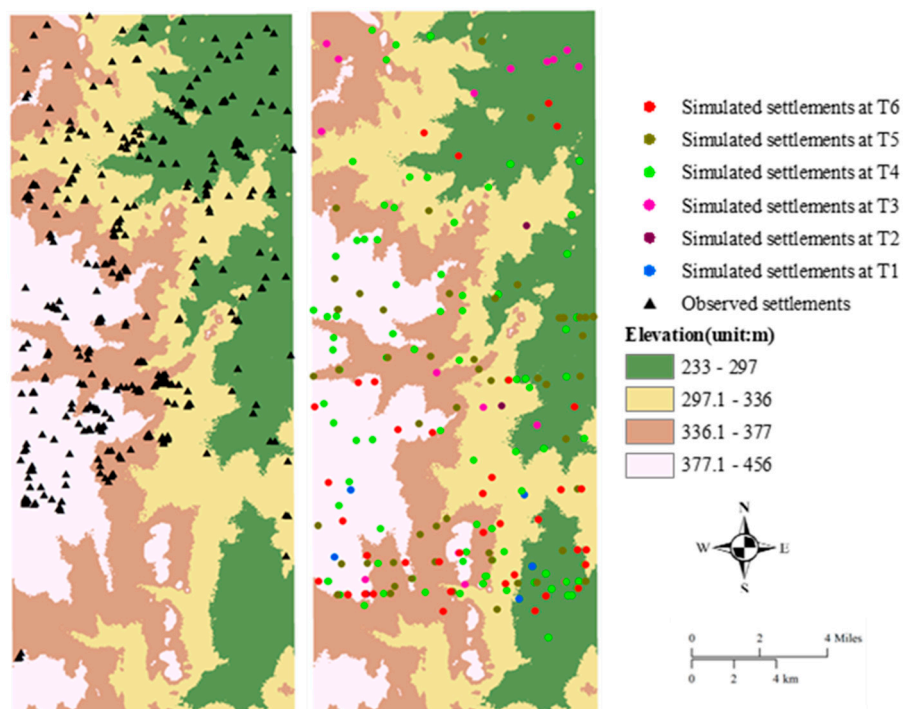 Simulated settlements at T6
Simulated settlements at T5
Simulated settlements at T4
Simulated settlements at T3
Simulated settlements at T2
Simulated settlements at T1
Observed settlements
Elevation(unit:m)
233 - 297
297.1 - 336
336.1 - 377
377.1 - 456
N
W E
S
0 2 4 Miles
0 2 4 km